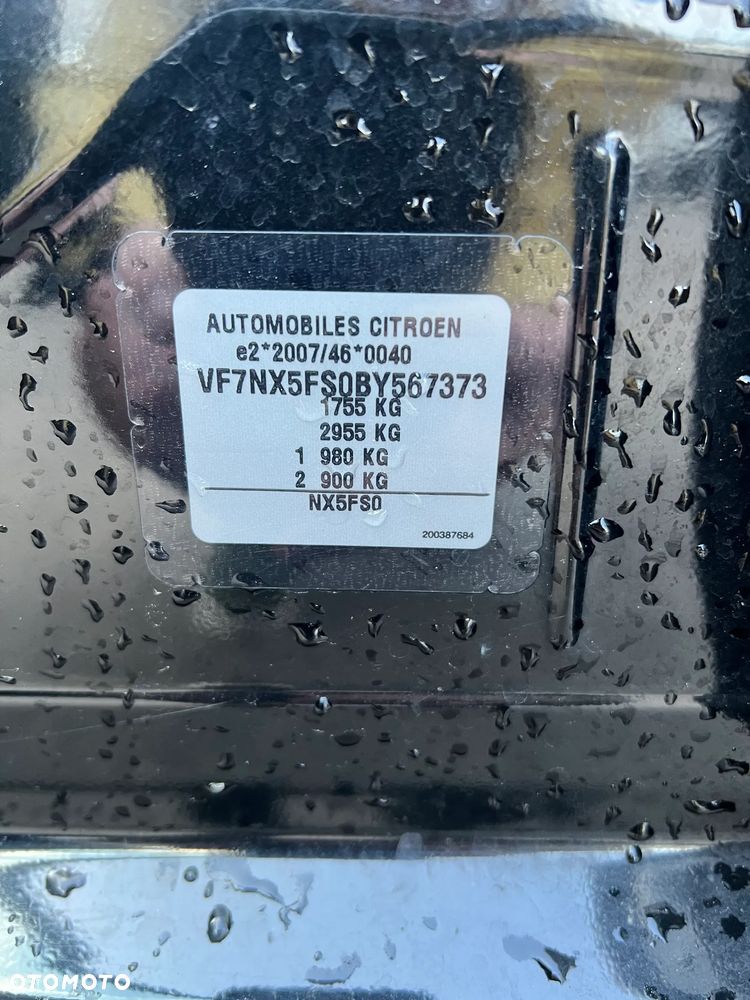 AUTOMOBILES CITROEN
e2*2007/46*0040
VF7NX5FS0BY567373
1755 KG
2955 KG
1 980 KG
2 900 KG
NX5FS0
200387684
OTOMOTO